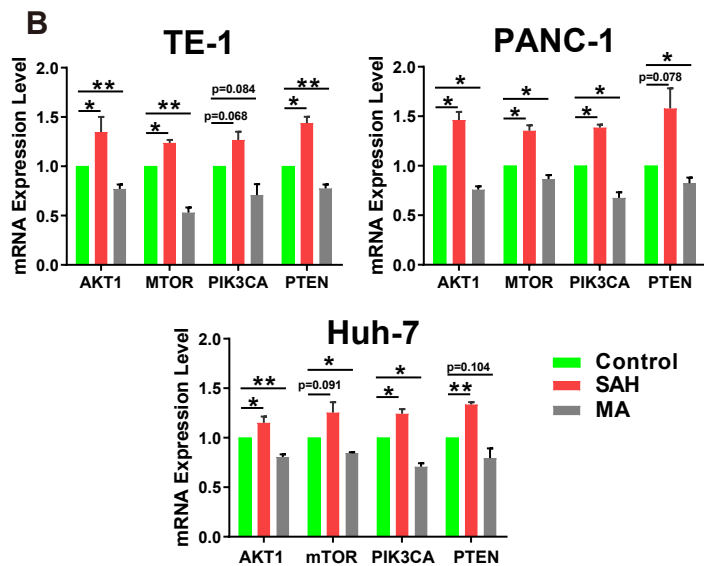 B
TE-1
mRNA Expression Level
2.0
1.5
1.0
0.5
0.0
** ** p=0.084 **
* * p=0.068 *
AKT1 MTOR PIK3CA PTEN
PANC-1
mRNA Expression Level
2.0
1.5
1.0
0.5
0.0
* * * *
* * * p=0.078
AKT1 MTOR PIK3CA PTEN
Huh-7
mRNA Expression Level
2.0
1.5
1.0
0.5
0.0
** * * p=0.104
* p=0.091 * **
AKT1 mTOR PIK3CA PTEN
Control
SAH
MA